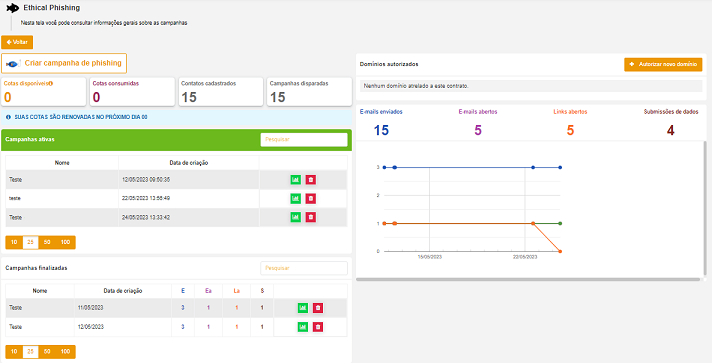 Ethical Phishing
Nesta tela você pode consultar informações gerais sobre as campanhas
Voltar
Criar campanha de phishing
Cotas disponíveis
0
Cotas consumidas
0
Contatos cadastrados
15
Campanhas disparadas
15
SUAS COTAS SÃO RENOVADAS NO PRÓXIMO DIA 00
Campanhas ativas
Pesquisar
Nome Data de criação
Teste 12/05/2023 09:50:35
teste 22/05/2023 13:56:49
Teste 24/05/2023 13:33:42
10 25 50 100
Campanhas finalizadas
Pesquisar
Nome Data de criação E Ea La S
Teste 11/05/2023 3 1 1 1
Teste 12/05/2023 3 1 1 1
10 25 50 100
Domínios autorizados
+ Autorizar novo domínio
Nenhum domínio atrelado a este contrato.
E-mails enviados
15
E-mails abertos
5
Links abertos
5
Submissões de dados
4
3
2
1
0
15/05/2023 22/05/2023